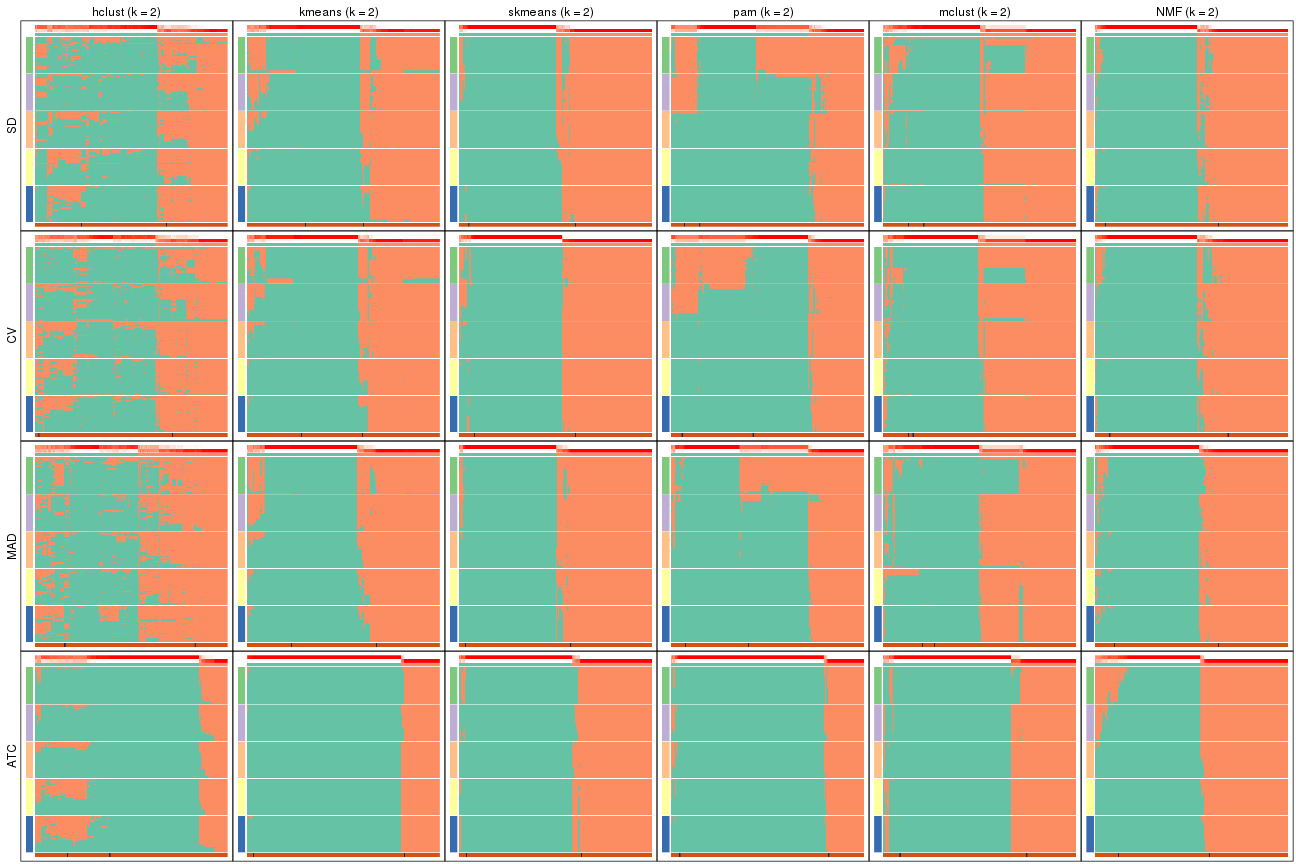 hclust (k = 2)
kmeans (k = 2)
skmeans (k = 2)
pam (k = 2)
mclust (k = 2)
NMF (k = 2)
SD
CV
MAD
ATC